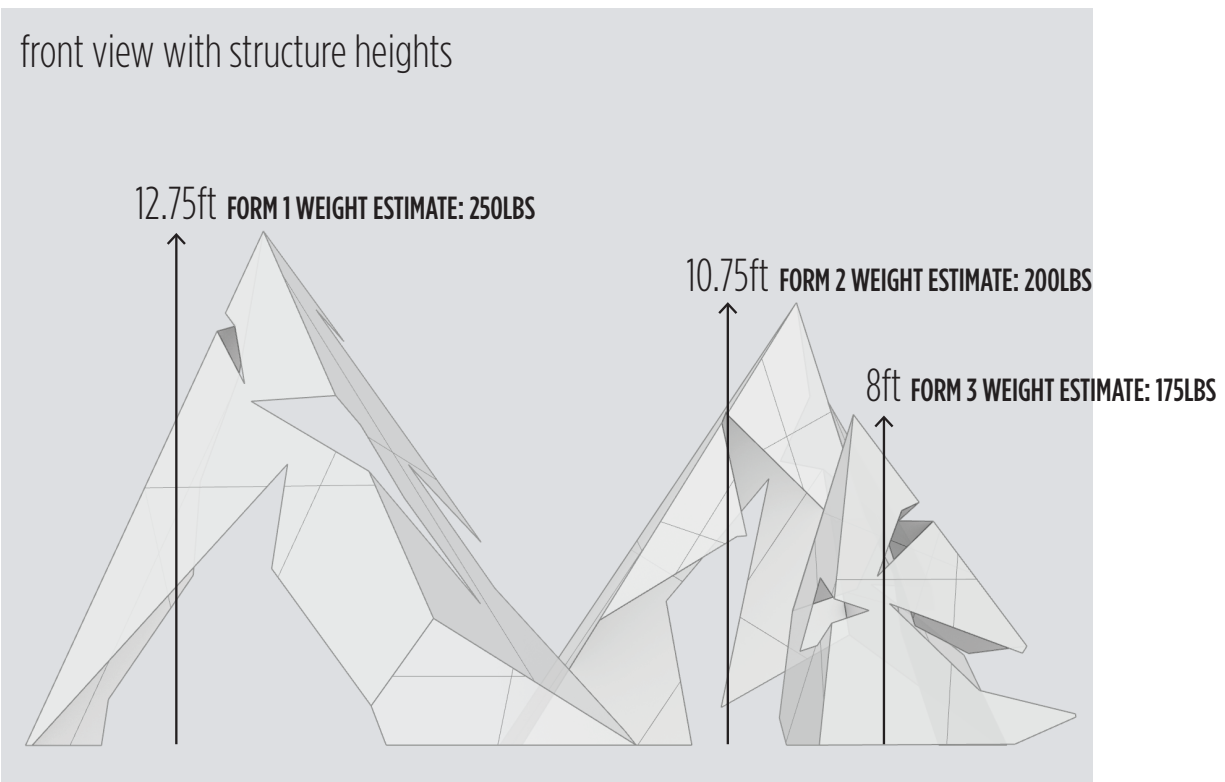 front view with structure heights
12.75ft FORM 1 WEIGHT ESTIMATE: 250LBS
10.75ft FORM 2 WEIGHT ESTIMATE: 200LBS
8ft FORM 3 WEIGHT ESTIMATE: 175LBS